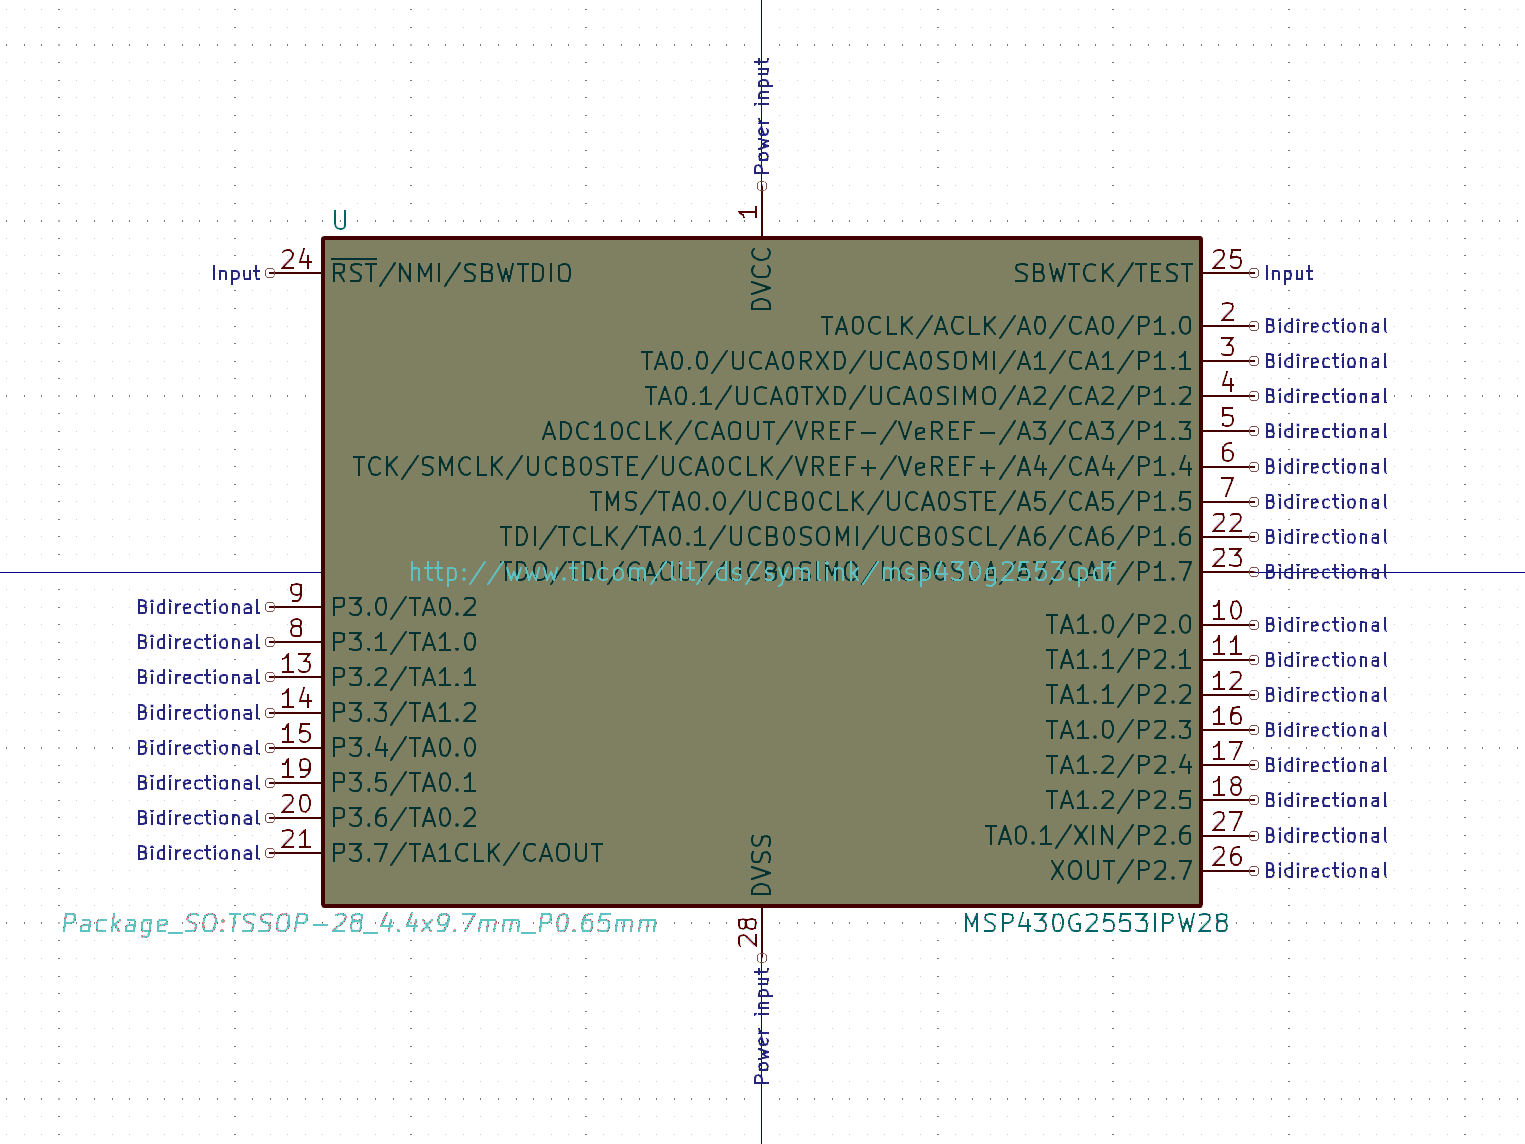 Power input
1
U
24
Input
RST/NMI/SBWTDIO
DVCC
SBWTCK/TEST
25
Input
TA0CLK/ACLK/A0/CA0/P1.0
2
Bidirectional
TA0.0/UCA0RXD/UCA0SOMI/A1/CA1/P1.1
3
Bidirectional
TA0.1/UCA0TXD/UCA0SIMO/A2/CA2/P1.2
4
Bidirectional
ADC10CLK/CAOUT/VREF-/VeREF-/A3/CA3/P1.3
5
Bidirectional
TCK/SMCLK/UCB0STE/UCA0CLK/VREF+/VeREF+/A4/CA4/P1.4
6
Bidirectional
TMS/TA0.0/UCB0CLK/UCA0STE/A5/CA5/P1.5
7
Bidirectional
TDI/TCLK/TA0.1/UCB0SOMI/UCB0SCL/A6/CA6/P1.6
22
Bidirectional
http://www.ti.com/lit/ds/symlink/msp430g2553.pdf
TDO/TDI/CAOUT/UCB0SIMO/UCB0SDA/A7/CA7/P1.7
23
Bidirectional
Bidirectional
9
P3.0/TA0.2
Bidirectional
8
P3.1/TA1.0
Bidirectional
13
P3.2/TA1.1
Bidirectional
14
P3.3/TA1.2
Bidirectional
15
P3.4/TA0.0
Bidirectional
19
P3.5/TA0.1
Bidirectional
20
P3.6/TA0.2
Bidirectional
21
P3.7/TA1CLK/CAOUT
TA1.0/P2.0
10
Bidirectional
TA1.1/P2.1
11
Bidirectional
TA1.1/P2.2
12
Bidirectional
TA1.0/P2.3
16
Bidirectional
TA1.2/P2.4
17
Bidirectional
TA1.2/P2.5
18
Bidirectional
TA0.1/XIN/P2.6
27
Bidirectional
XOUT/P2.7
26
Bidirectional
DVSS
Package_SO:TSSOP-28_4.4x9.7mm_P0.65mm
28
MSP430G2553IPW28
Power input